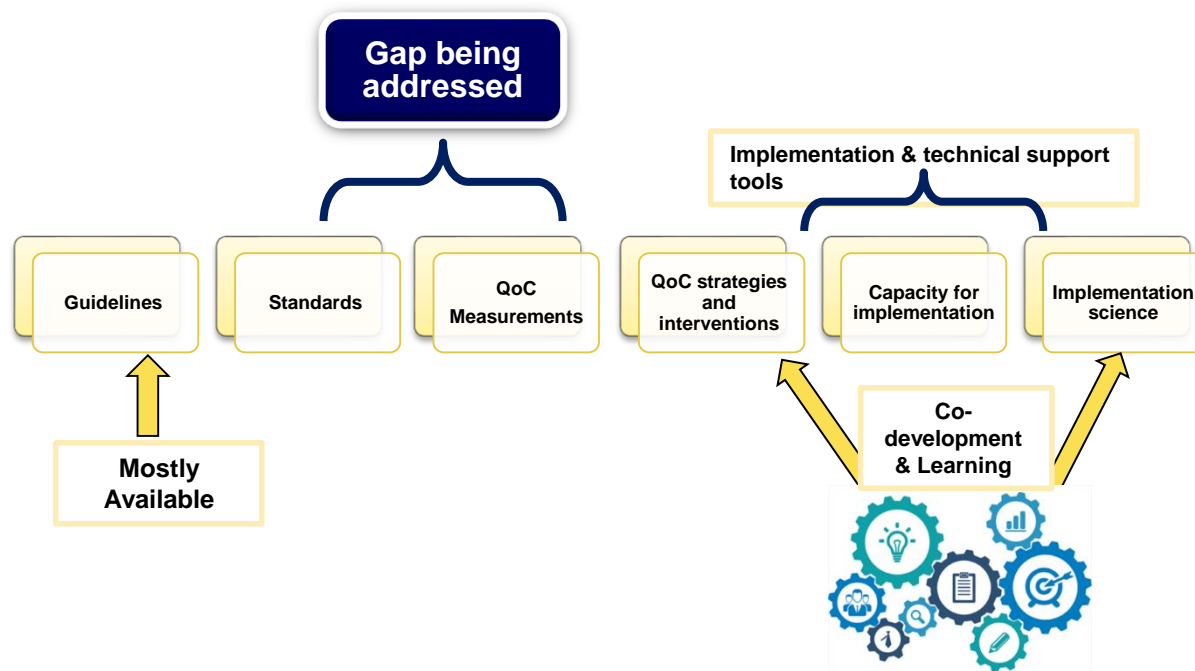 Gap being
addressed
Implementation & technical support
tools
Guidelines
Standards
QoC
Measurements
QoC strategies
and
interventions
Capacity for
implementation
Implementation
science
Mostly
Available
Co-
development
& Learning